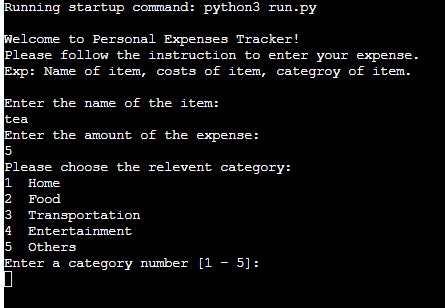 Running startup command: python3 run.py
Welcome to Personal Expenses Tracker!
Please follow the instruction to enter your expense.
Exp: Name of item, costs of item, categroy of item.
Enter the name of the item:
tea
Enter the amount of the expense:
5
Please choose the relevent category:
1  Home
2  Food
3  Transportation
4  Entertainment
5  Others
Enter a category number [1 - 5]: